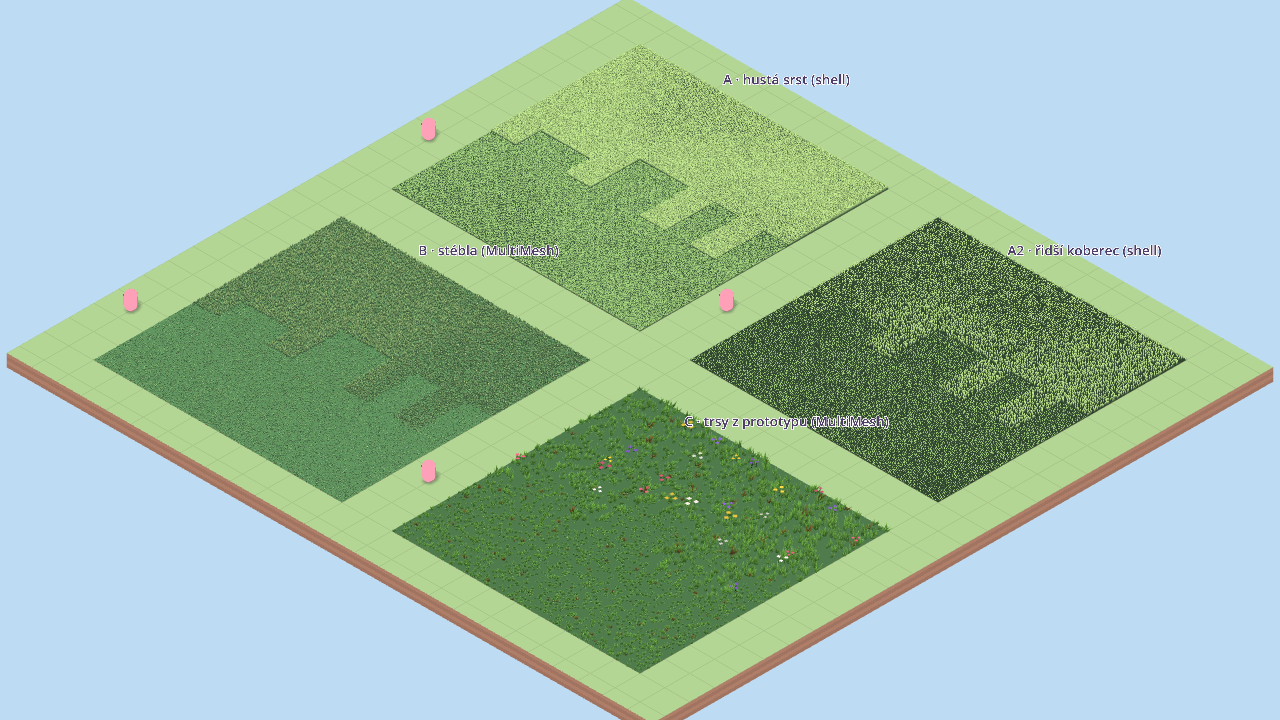 A · hustá srst (shell)
B · stébla (MultiMesh)
A2 · řidší koberec (shell)
C · trsy z prototypu (MultiMesh)